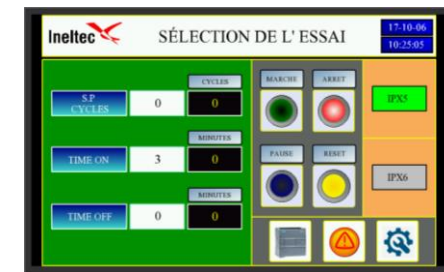 Ineltec
SÉLECTION DE L' ESSAI
17-10-06
10:25:05
CYCLES
S.P
CYCLES
0
0
MINUTES
TIME ON
3
0
MINUTES
TIME OFF
0
0
MARCHE
ARRET
PAUSE
RESET
IPX5
IPX6